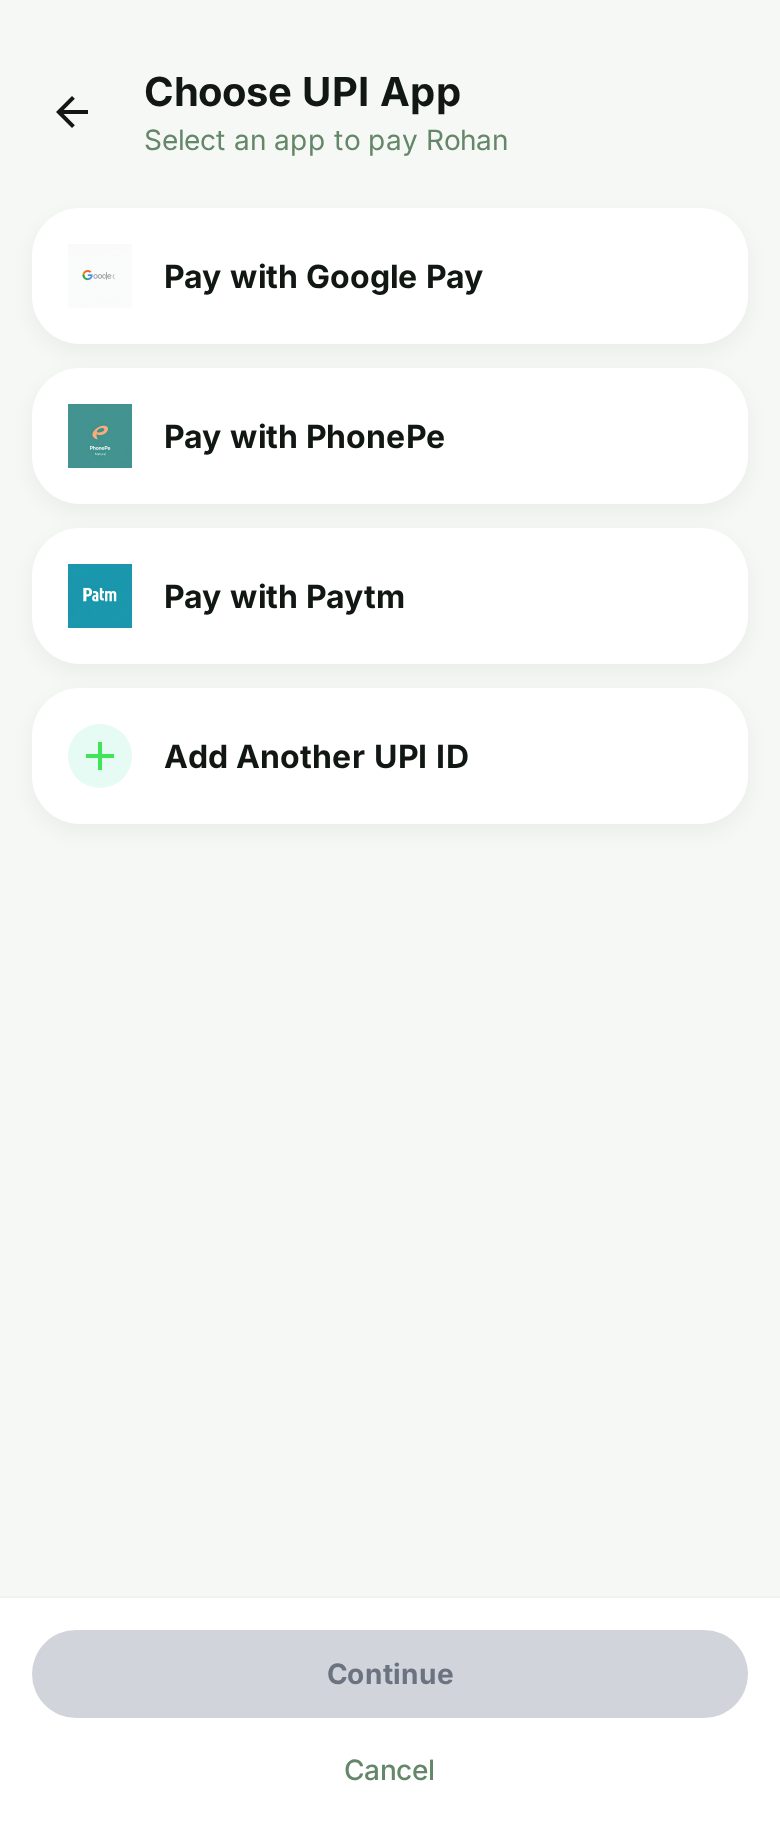 Choose UPI App
Select an app to pay Rohan
Google
Pay with Google Pay
PhonePe
Pay with PhonePe
Patm
Pay with Paytm
Add Another UPI ID
Continue
Cancel